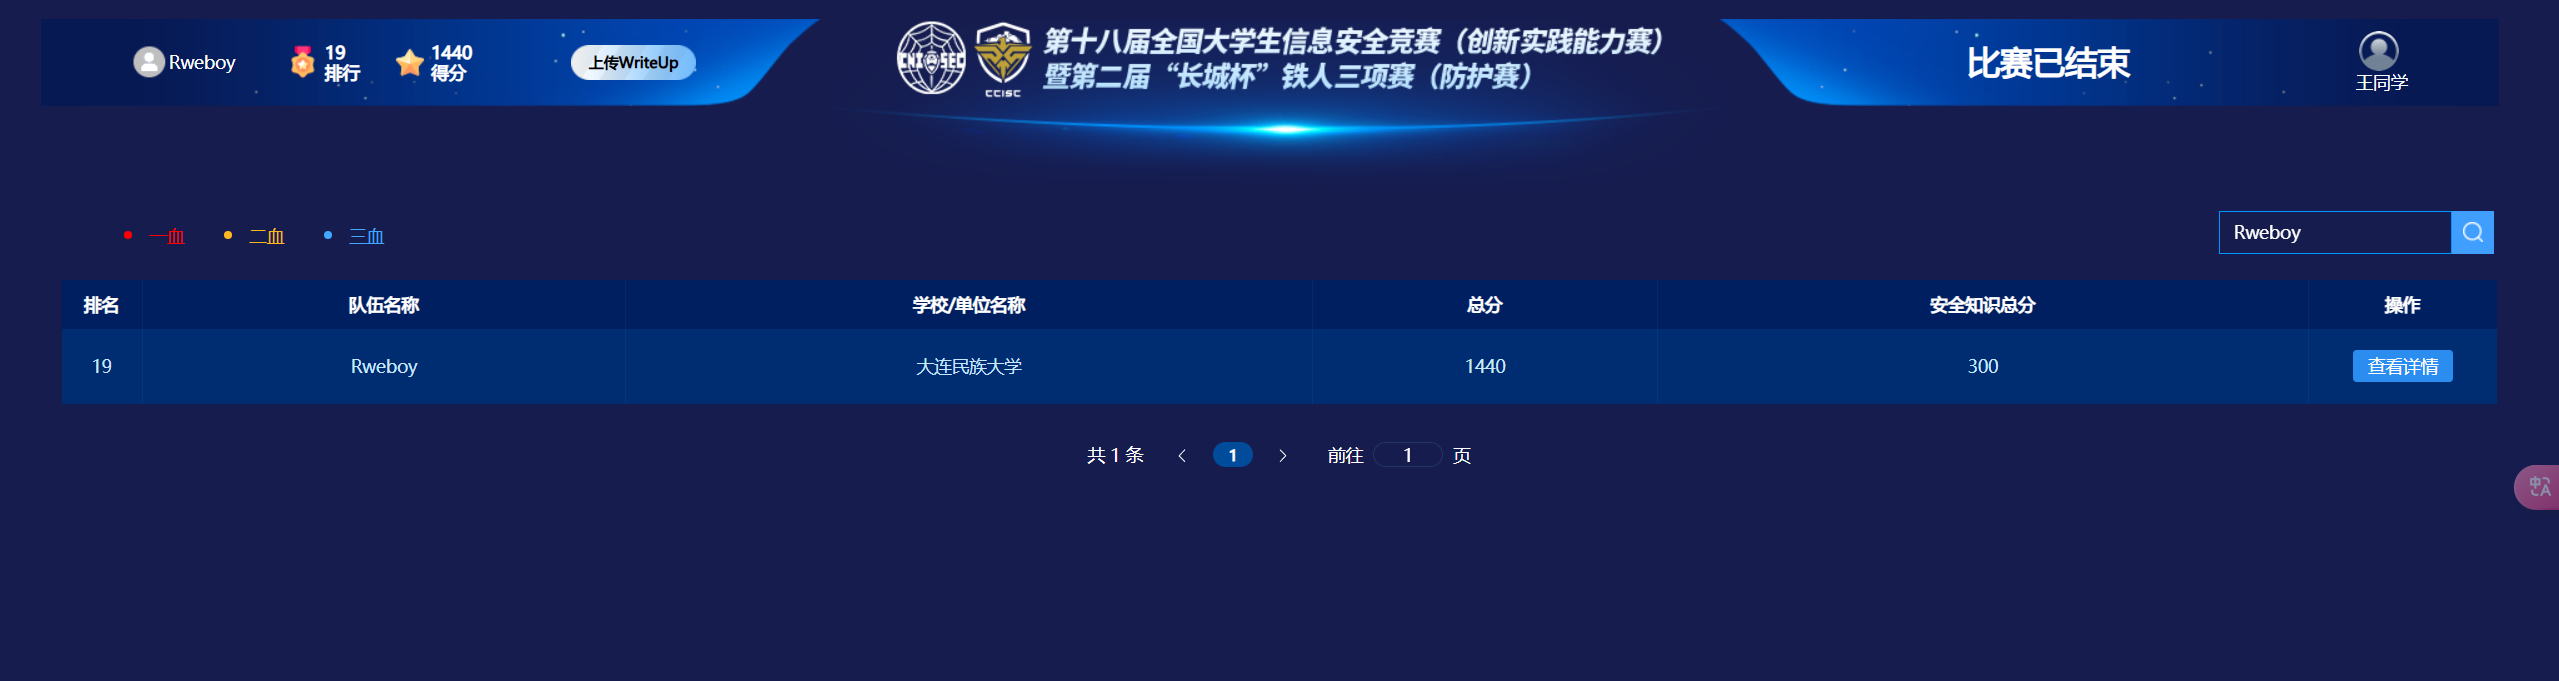 Rweboy
19
排行
1440
得分
上传WriteUp
CNISEC
CCISC
第十八届全国大学生信息安全竞赛（创新实践能力赛）
暨第二届“长城杯”铁人三项赛（防护赛）
比赛已结束
王同学
一血 二血 三血
Rweboy
排名 队伍名称 学校/单位名称 总分 安全知识总分 操作
19 Rweboy 大连民族大学 1440 300 查看详情
共 1 条 < 1 > 前往 1 页
中A